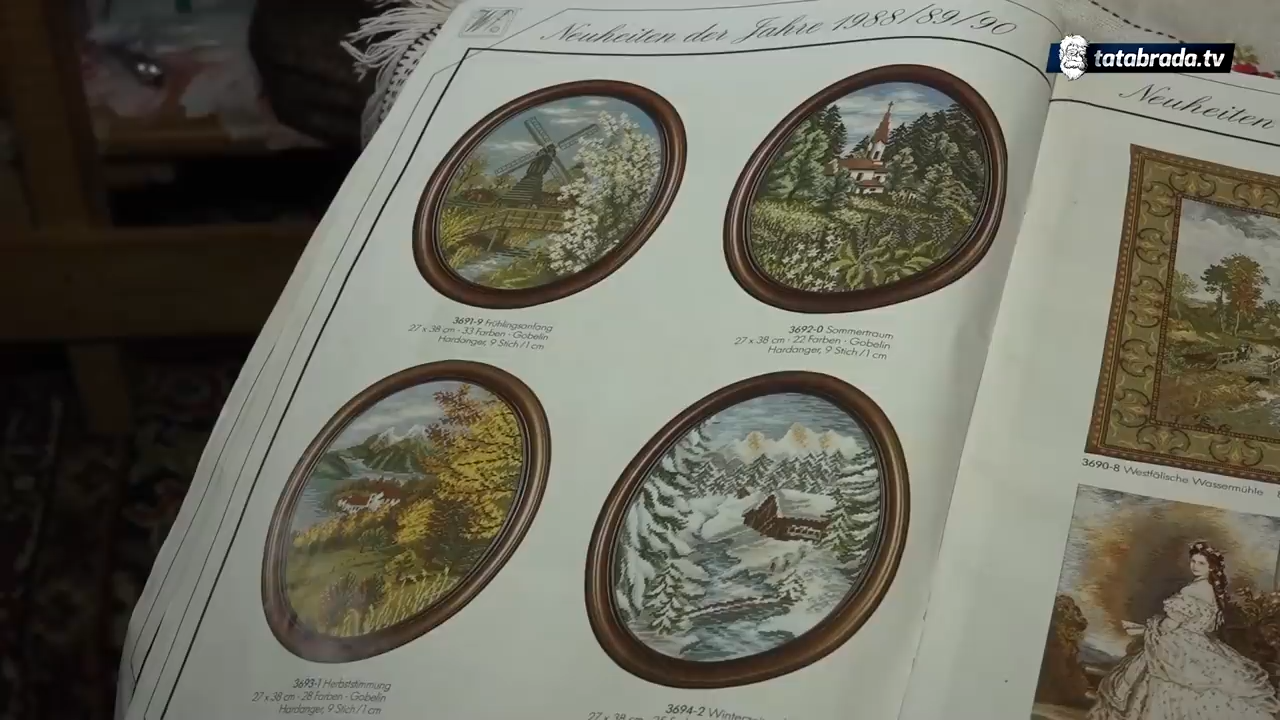 Neuheiten der Jahre 1988/89/90
tatabrada.tv
Neuheiten
3691-9 Frühlingsanfang
27 x 38 cm · 33 Farben · Gobelin
Hardanger, 9 Stich/1 cm
3692-0 Sommertraum
27 x 38 cm · 22 Farben · Gobelin
Hardanger, 9 Stich/1 cm
3690-8 Westfälische Wassermühle
3693-1 Herbststimmung
27 x 38 cm · 28 Farben · Gobelin
Hardanger, 9 Stich/1 cm
3694-2
27 x 38 cm